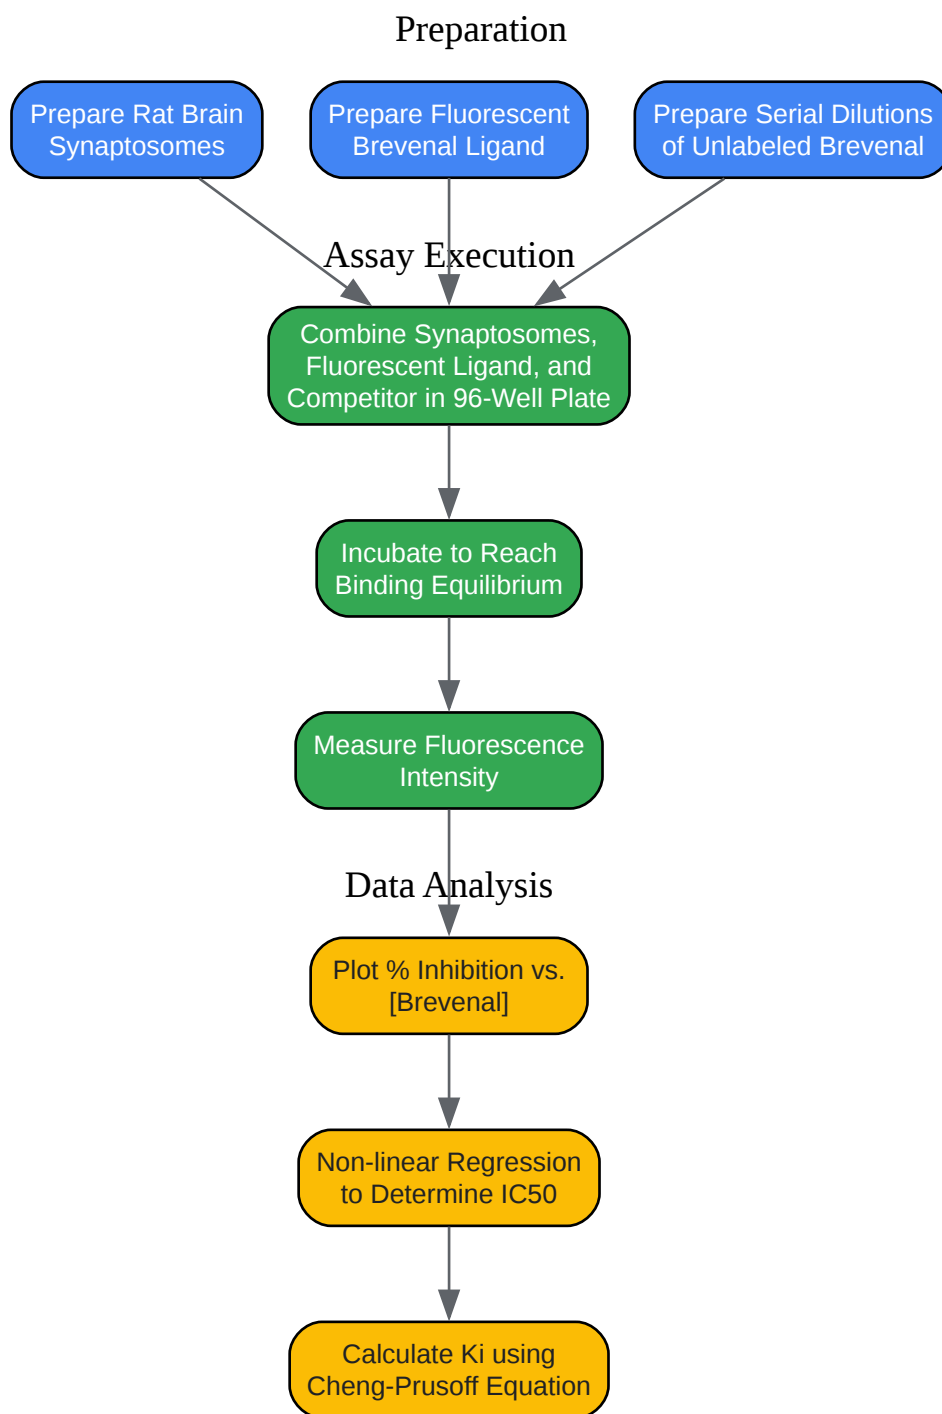 Preparation
Prepare Rat Brain
Synaptosomes
Prepare Fluorescent
Brevenal Ligand
Prepare Serial Dilutions
of Unlabeled Brevenal
Assay Execution
Combine Synaptosomes,
Fluorescent Ligand, and
Competitor in 96-Well Plate
Incubate to Reach
Binding Equilibrium
Measure Fluorescence
Intensity
Data Analysis
Plot % Inhibition vs.
[Brevenal]
Non-linear Regression
to Determine IC50
Calculate Ki using
Cheng-Prusoff Equation